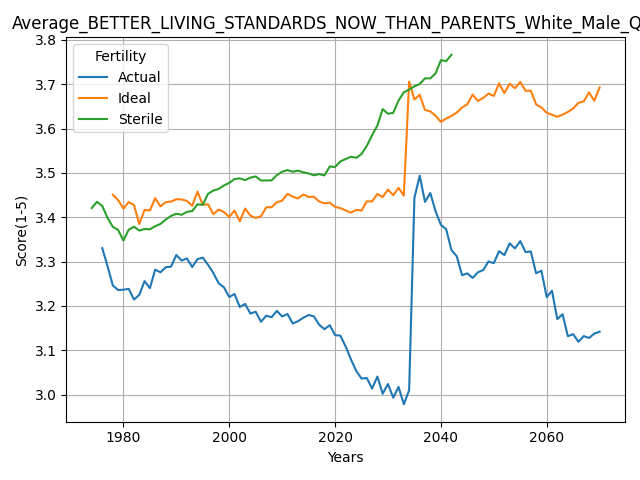 Average_BETTER_LIVING_STANDARDS_NOW_THAN_PARENTS_White_Male_Q
Fertility
Actual
Ideal
Sterile
Score(1-5)
3.8
3.7
3.6
3.5
3.4
3.3
3.2
3.1
3.0
1980 2000 2020 2040 2060
Years